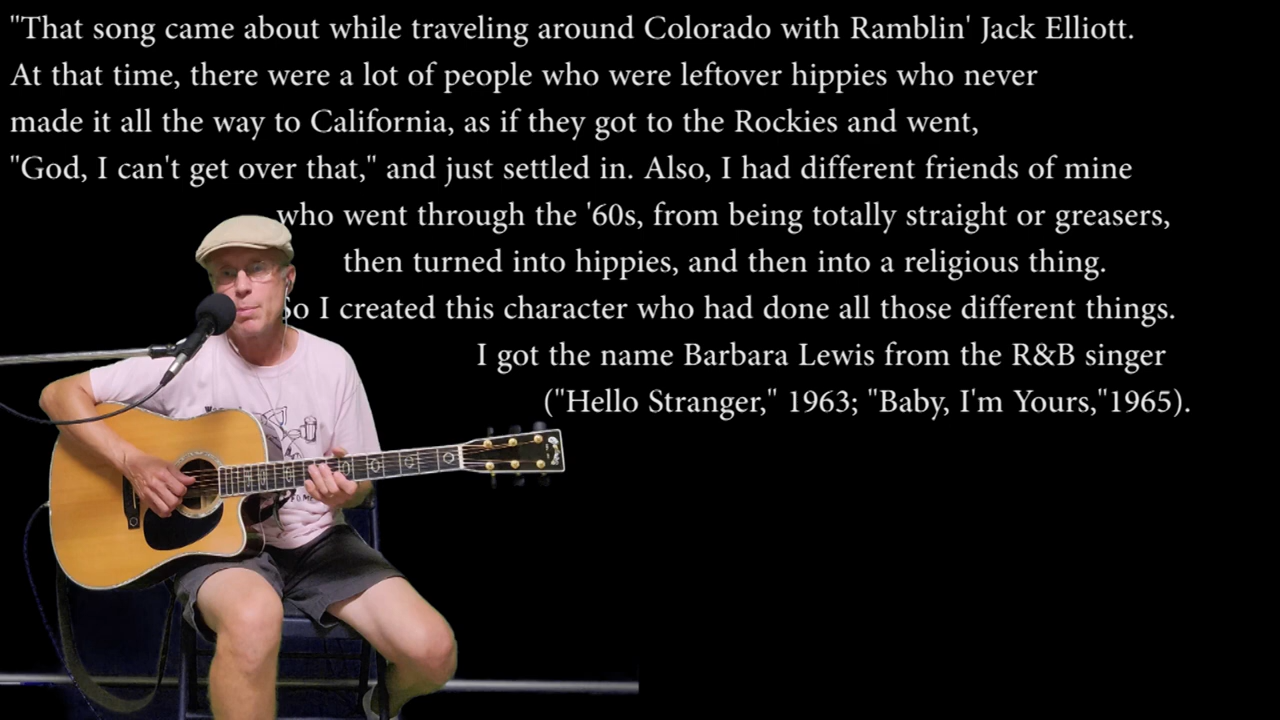 "That song came about while traveling around Colorado with Ramblin' Jack Elliott.
At that time, there were a lot of people who were leftover hippies who never
made it all the way to California, as if they got to the Rockies and went,
"God, I can't get over that," and just settled in. Also, I had different friends of mine
who went through the '60s, from being totally straight or greasers,
then turned into hippies, and then into a religious thing.
So I created this character who had done all those different things.
I got the name Barbara Lewis from the R&B singer
("Hello Stranger," 1963; "Baby, I'm Yours,"1965).